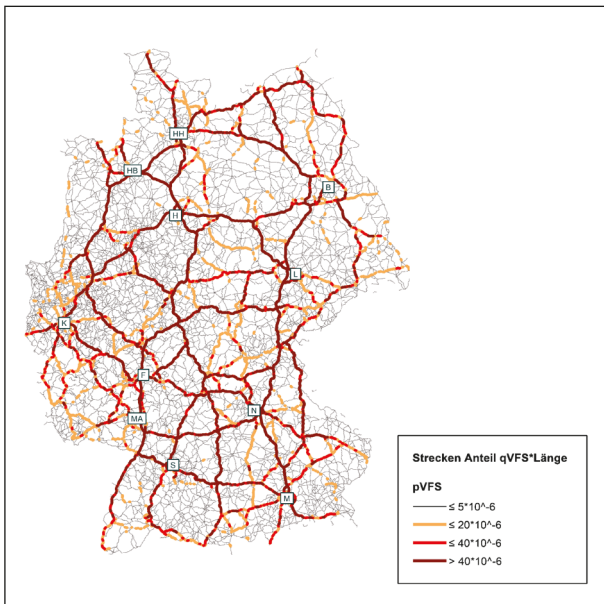 HH
HB
B
H
L
K
F
MA
N
S
M
Strecken Anteil qVFS*Länge
pVFS
≤ 5*10^-6
≤ 20*10^-6
≤ 40*10^-6
> 40*10^-6